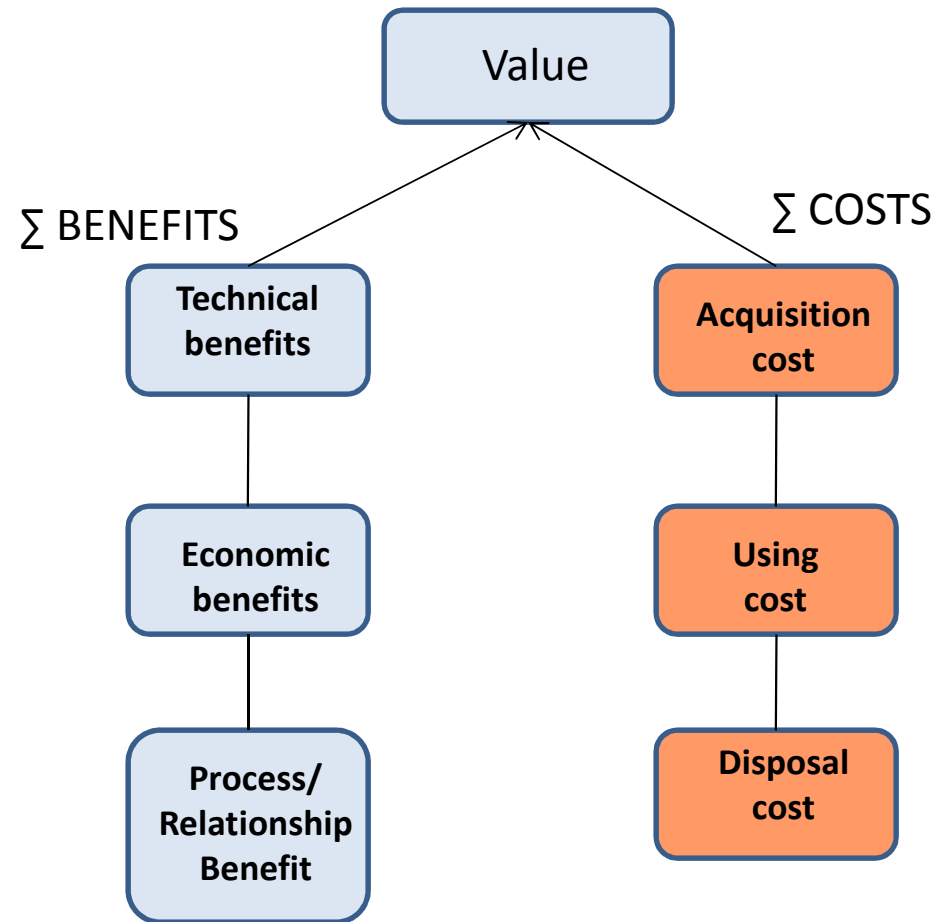 Value
∑ BENEFITS
∑ COSTS
Technical
benefits
Acquisition
cost
Economic
benefits
Using
cost
Process/
Relationship
Benefit
Disposal
cost